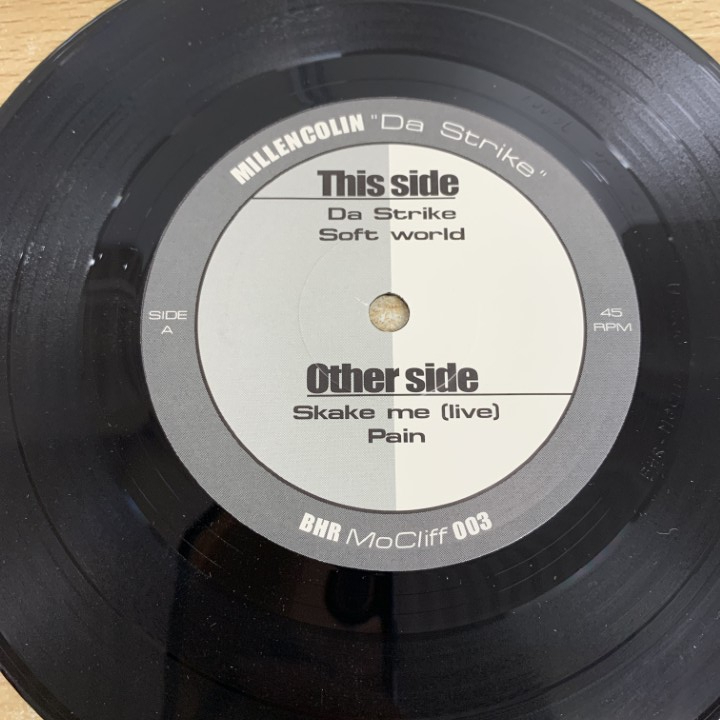 MILLENCOLIN "Da Strike"
This side
Da Strike
Soft world
SIDE
A
45
RPM
Other side
Skake me (live)
Pain
BHR MoCliff 003